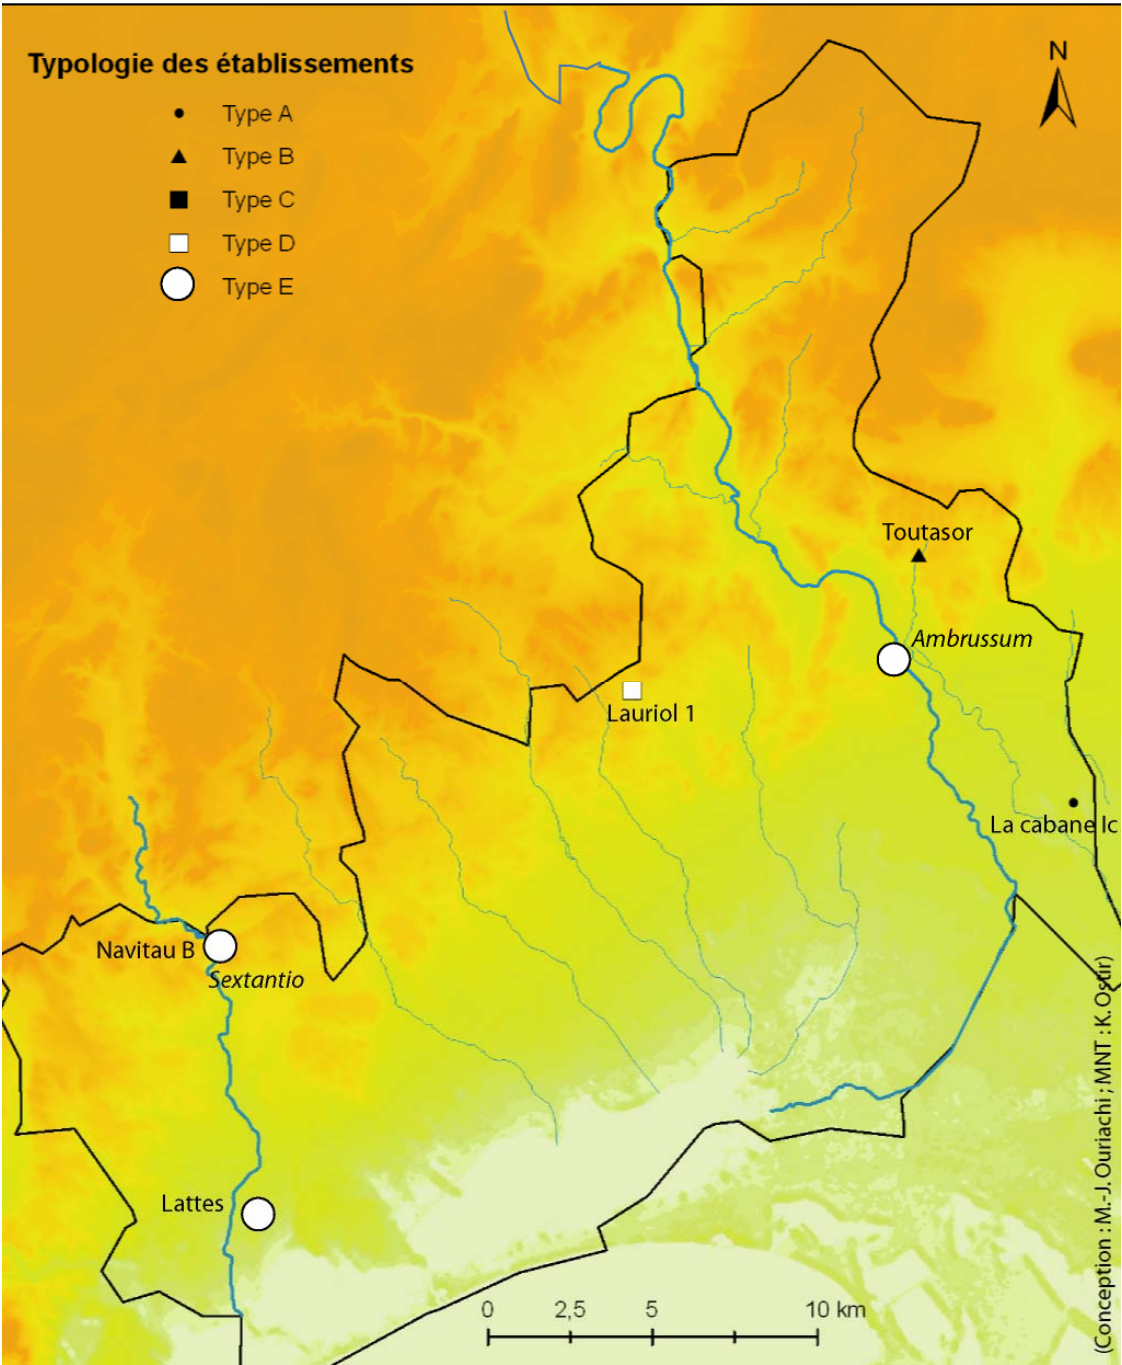 Typologie des établissements
Type A
Type B
Type C
Type D
Type E
N
Toutasor
Ambrussum
Lauriol 1
La cabane Ic
Navitau B
Sextantio
Lattes
0 2,5 5 10 km
(Conception : M.-J. Ouriachi ; MNT : K.Ostir)